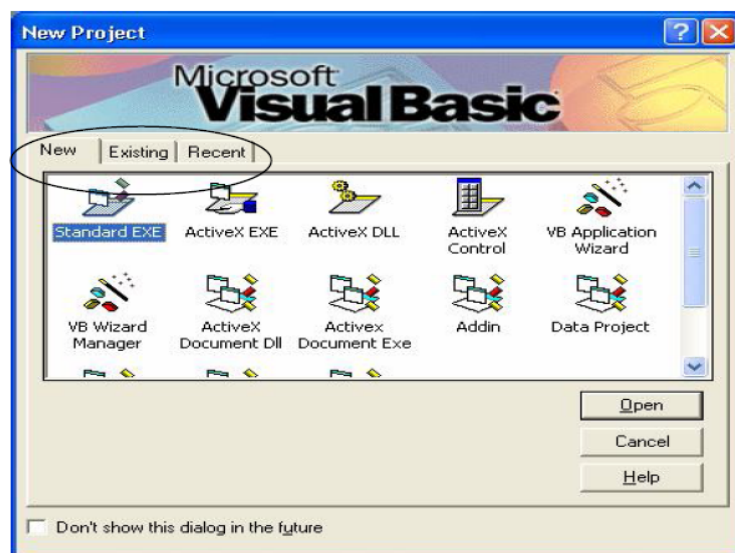 New Project
Microsoft
Visual Basic
New Existing Recent
Standard EXE ActiveX EXE ActiveX DLL ActiveX Control VB Application Wizard
VB Wizard Manager ActiveX Document Dll Activex Document Exe Addin Data Project
Open
Cancel
Help
Don't show this dialog in the future